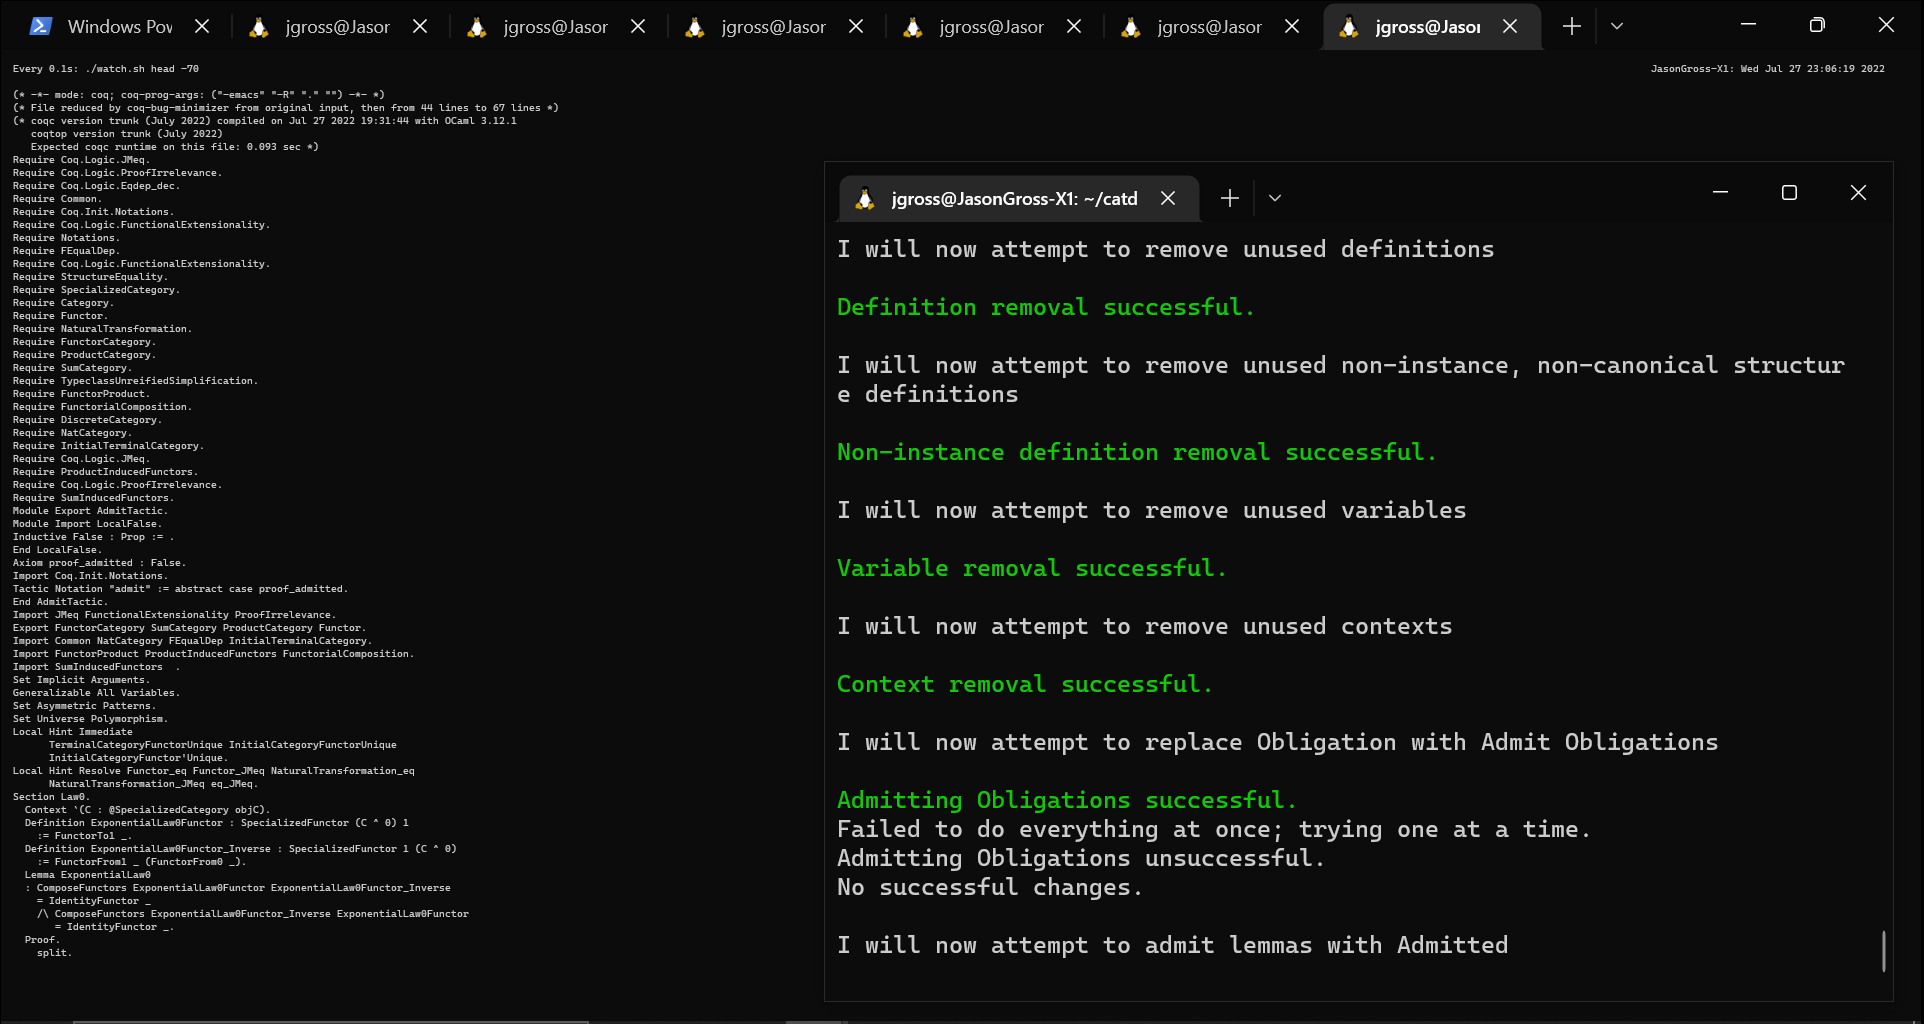 Windows Pov
jgross@Jasor
jgross@Jasor
jgross@Jasor
jgross@Jasor
jgross@Jasor
jgross@Jasor
Every 0.1s: ./watch.sh head -70
JasonGross-X1: Wed Jul 27 23:06:19 2022
(* -*- mode: coq; coq-prog-args: ("-emacs" "-R" "." "") -*- *)
(* File reduced by coq-bug-minimizer from original input, then from 44 lines to 67 lines *)
(* coqc version trunk (July 2022) compiled on Jul 27 2022 19:31:44 with OCaml 3.12.1
coqtop version trunk (July 2022)
Expected coqc runtime on this file: 0.093 sec *)
Require Coq.Logic.JMeq.
Require Coq.Logic.ProofIrrelevance.
Require Coq.Logic.Eqdep_dec.
Require Common.
Require Coq.Init.Notations.
Require Coq.Logic.FunctionalExtensionality.
Require Notations.
Require FEqualDep.
Require Coq.Logic.FunctionalExtensionality.
Require StructureEquality.
Require SpecializedCategory.
Require Category.
Require Functor.
Require NaturalTransformation.
Require FunctorCategory.
Require ProductCategory.
Require SumCategory.
Require TypeclassUnreifiedSimplification.
Require FunctorProduct.
Require FunctorialComposition.
Require DiscreteCategory.
Require NatCategory.
Require InitialTerminalCategory.
Require Coq.Logic.JMeq.
Require ProductInducedFunctors.
Require Coq.Logic.ProofIrrelevance.
Require SumInducedFunctors.
Module Export AdmitTactic.
Module Import LocalFalse.
Inductive False : Prop := .
End LocalFalse.
Axiom proof_admitted : False.
Import Coq.Init.Notations.
Tactic Notation "admit" := abstract case proof_admitted.
End AdmitTactic.
Import JMeq FunctionalExtensionality ProofIrrelevance.
Export FunctorCategory SumCategory ProductCategory Functor.
Import Common NatCategory FEqualDep InitialTerminalCategory.
Import FunctorProduct ProductInducedFunctors FunctorialComposition.
Import SumInducedFunctors  .
Set Implicit Arguments.
Generalizable All Variables.
Set Asymmetric Patterns.
Set Universe Polymorphism.
Local Hint Immediate
TerminalCategoryFunctorUnique InitialCategoryFunctorUnique
InitialCategoryFunctor'Unique.
Local Hint Resolve Functor_eq Functor_JMeq NaturalTransformation_eq
NaturalTransformation_JMeq eq_JMeq.
Section Law0.
Context `(C : @SpecializedCategory objC).
Definition ExponentialLaw0Functor : SpecializedFunctor (C ^ 0) 1
:= FunctorTo1 _.
Definition ExponentialLaw0Functor_Inverse : SpecializedFunctor 1 (C ^ 0)
:= FunctorFrom1 _ (FunctorFrom0 _).
Lemma ExponentialLaw0
: ComposeFunctors ExponentialLaw0Functor ExponentialLaw0Functor_Inverse
= IdentityFunctor _
/\ ComposeFunctors ExponentialLaw0Functor_Inverse ExponentialLaw0Functor
= IdentityFunctor _.
Proof.
split.
jgross@JasonGross-X1: ~/catd
I will now attempt to remove unused definitions
Definition removal successful.
I will now attempt to remove unused non-instance, non-canonical structur
e definitions
Non-instance definition removal successful.
I will now attempt to remove unused variables
Variable removal successful.
I will now attempt to remove unused contexts
Context removal successful.
I will now attempt to replace Obligation with Admit Obligations
Admitting Obligations successful.
Failed to do everything at once; trying one at a time.
Admitting Obligations unsuccessful.
No successful changes.
I will now attempt to admit lemmas with Admitted